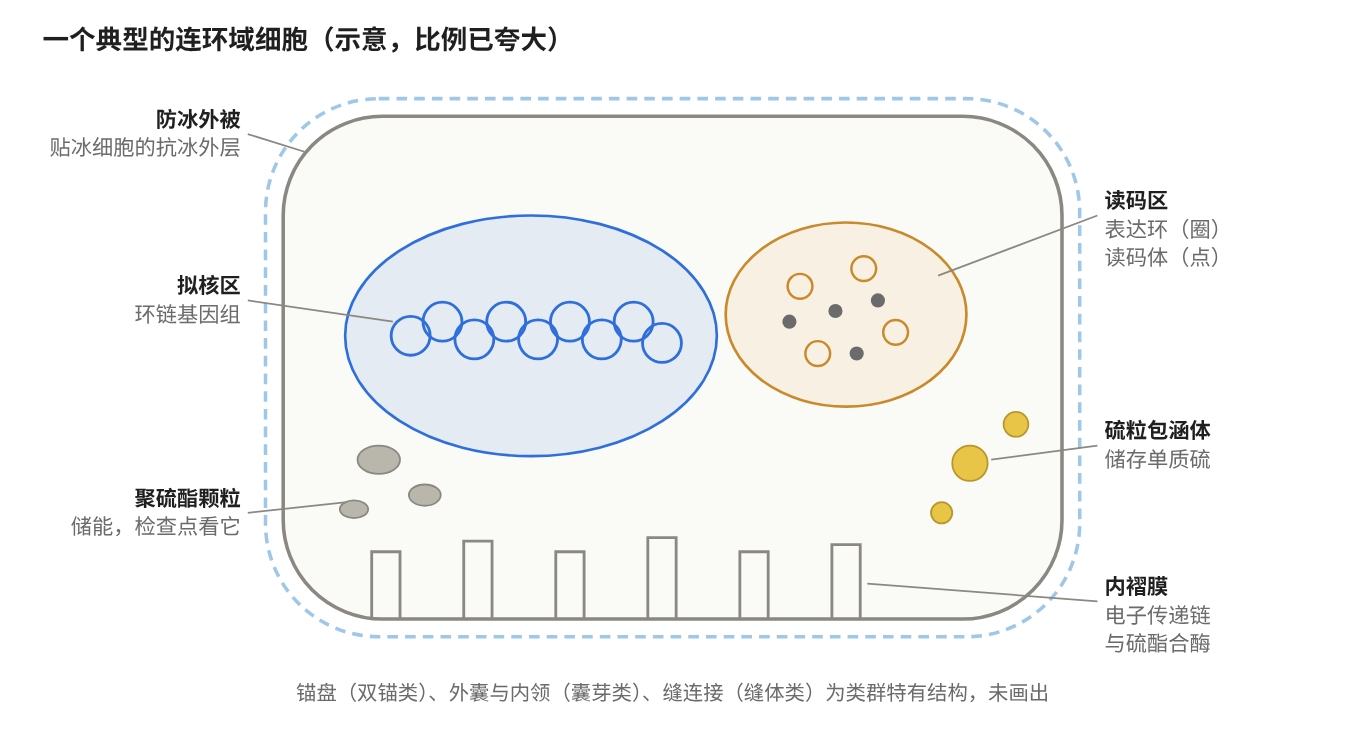 一个典型的连环域细胞（示意，比例已夸大）
防冰外被
贴冰细胞的抗冰外层
拟核区
环链基因组
聚硫酯颗粒
储能，检查点看它
读码区
表达环（圈）
读码体（点）
硫粒包涵体
储存单质硫
内褶膜
电子传递链
与硫酯合酶
锚盘（双锚类）、外囊与内领（囊芽类）、缝连接（缝体类）为类群特有结构，未画出